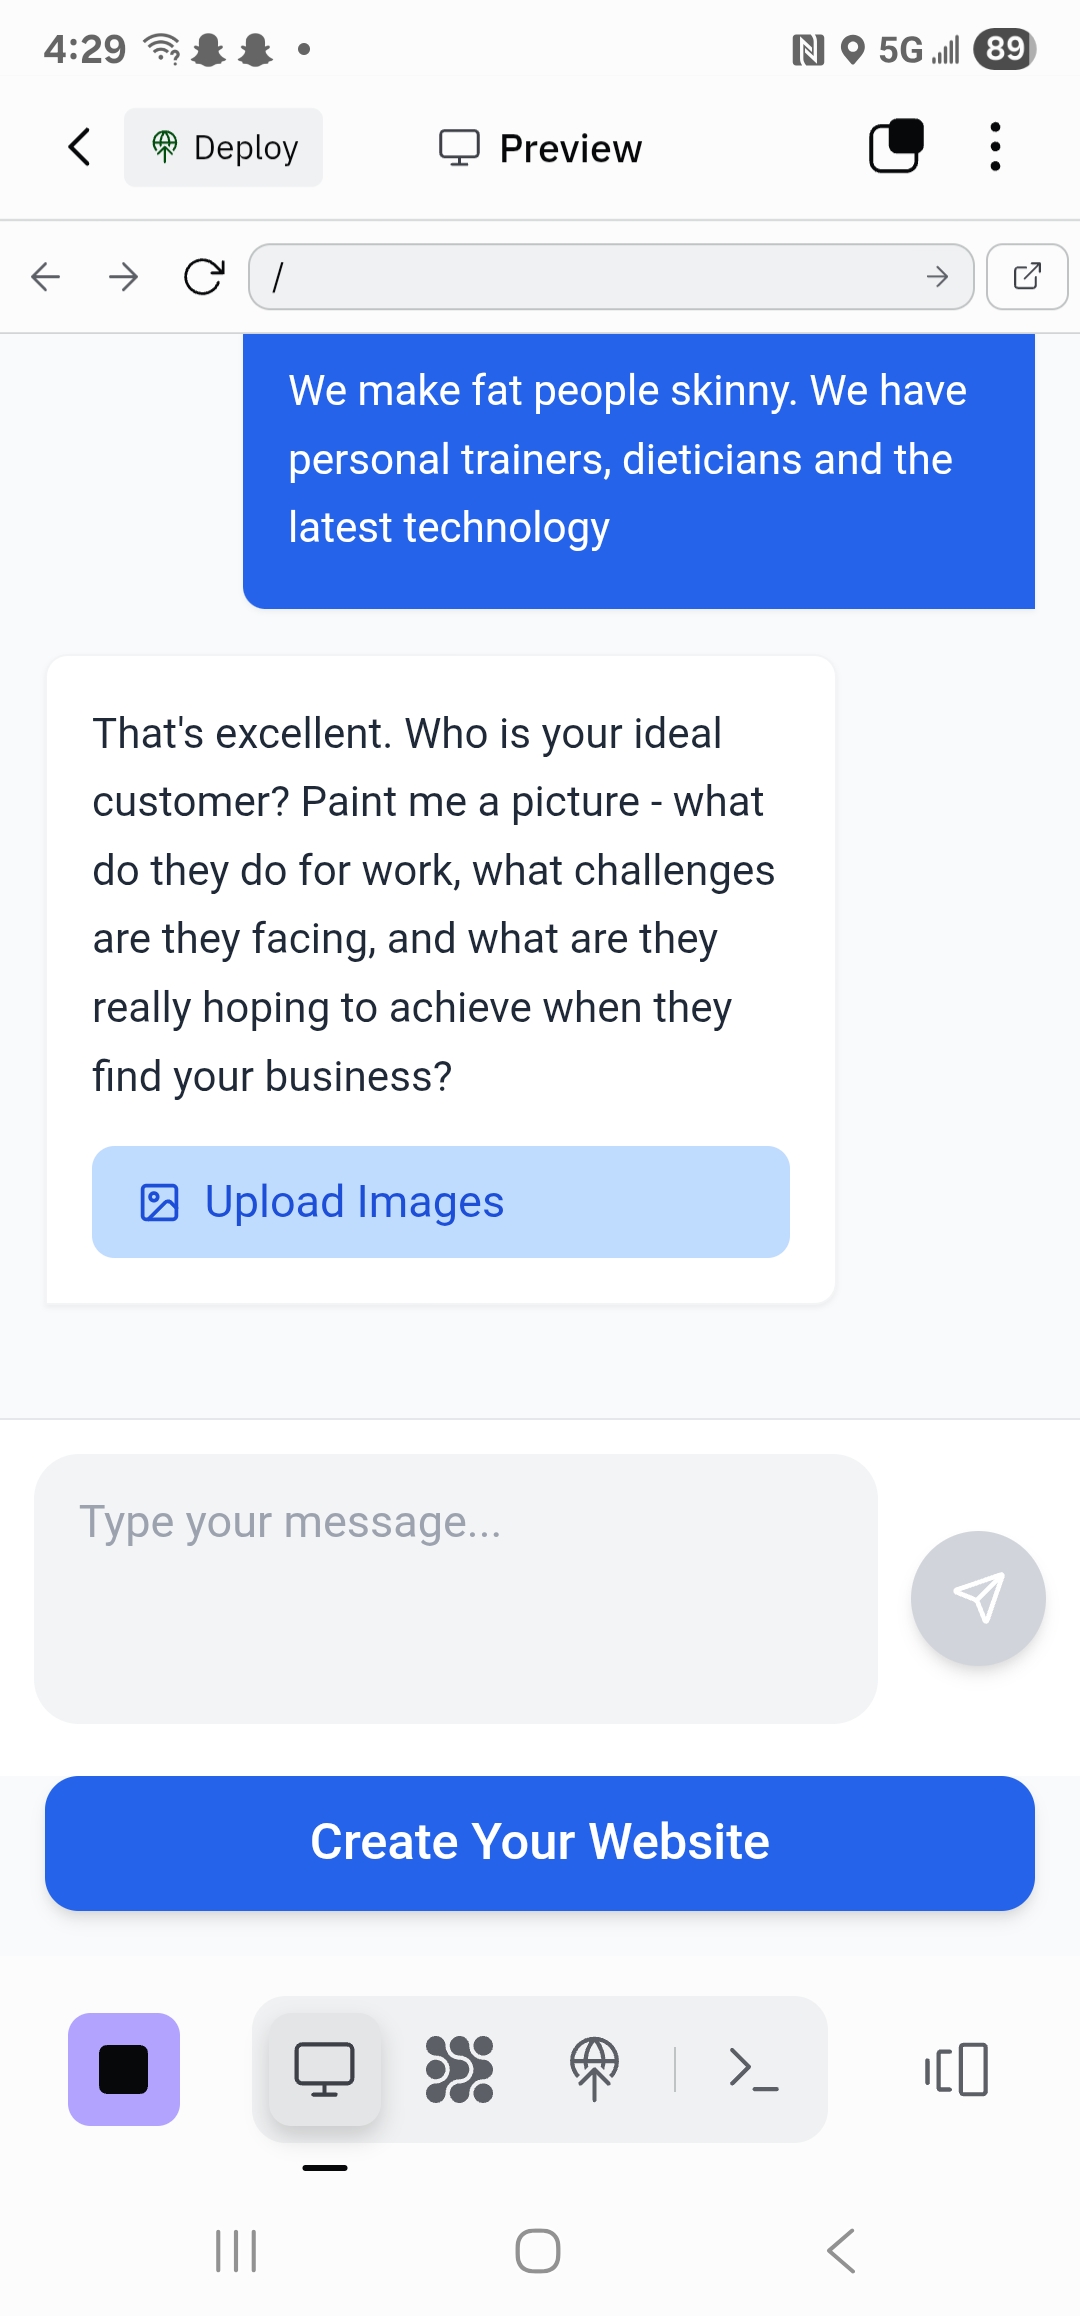 4:29
5G
89
Deploy
Preview
/
We make fat people skinny. We have
personal trainers, dieticians and the
latest technology
That's excellent. Who is your ideal
customer? Paint me a picture - what
do they do for work, what challenges
are they facing, and what are they
really hoping to achieve when they
find your business?
Upload Images
Type your message...
Create Your Website